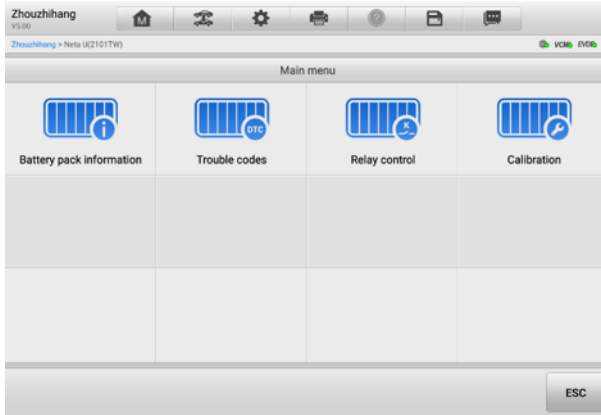 Zhouzhihang
V5.00
M
Zhouzhihang > Neta U(2101TW)
VCMI EVDB
Main menu
i
DTC
K
Battery pack information
Trouble codes
Relay control
Calibration
ESC